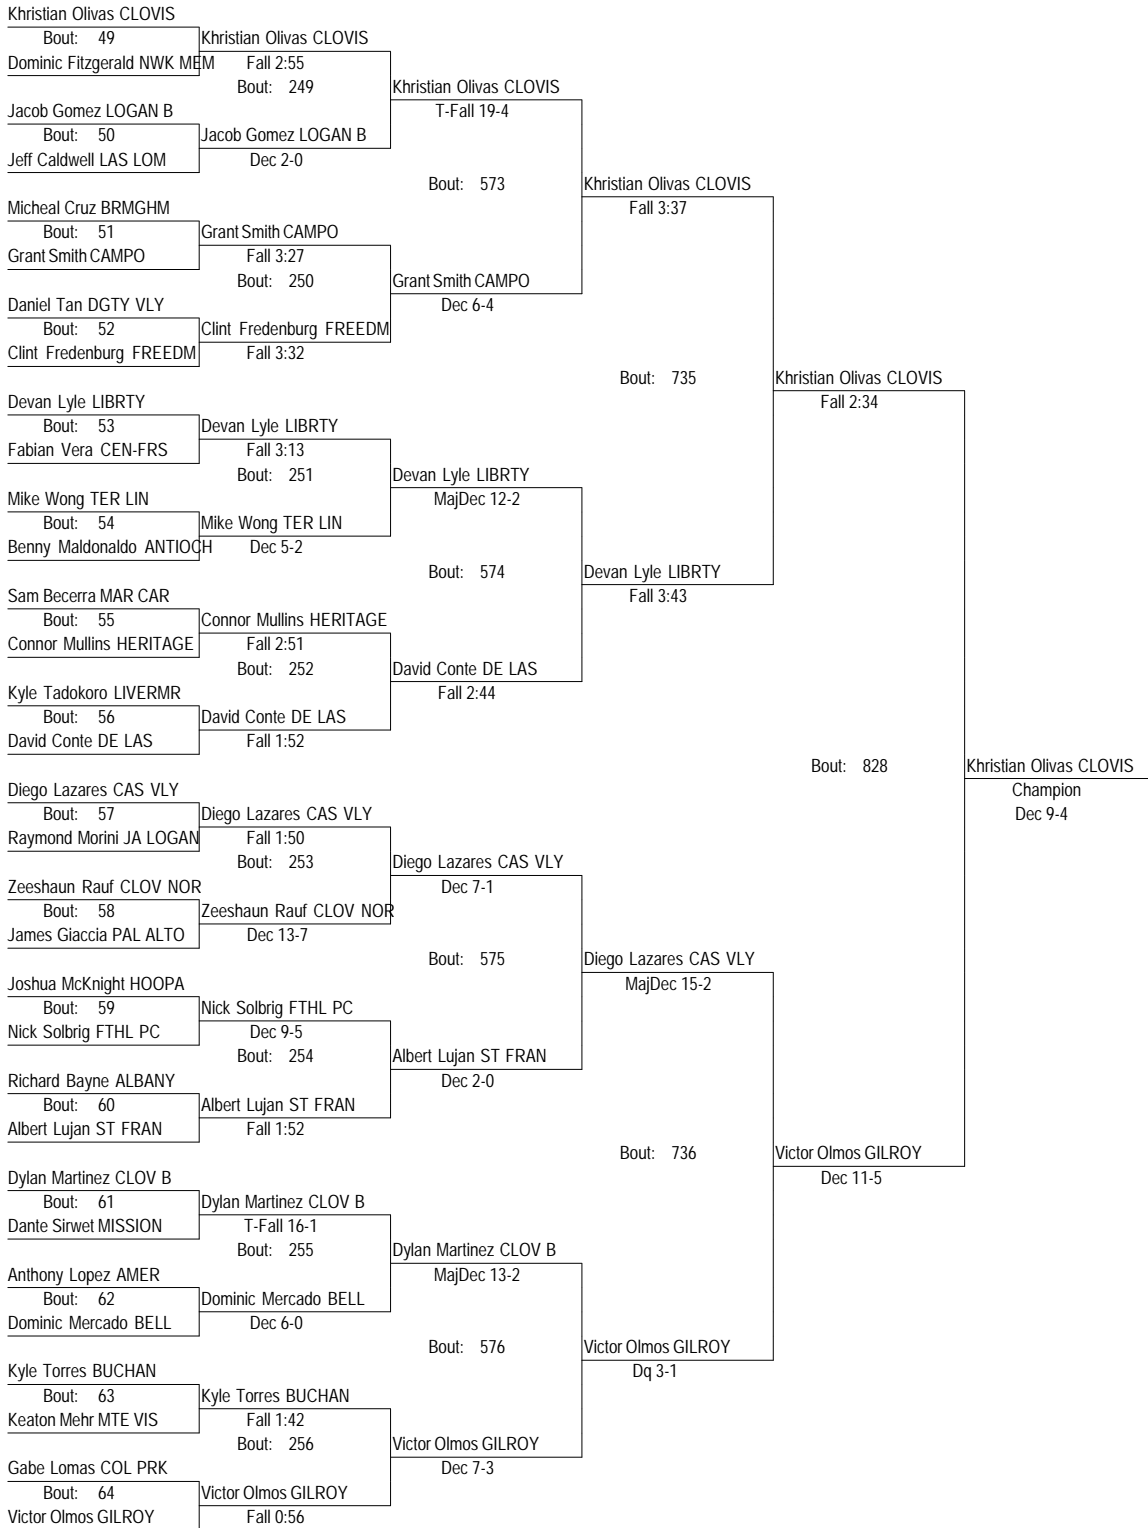 Khristian Olivas CLOVIS
Bout: 49
Khristian Olivas CLOVIS
Dominic Fitzgerald NWK MEM
Fall 2:55
Bout: 249
Khristian Olivas CLOVIS
Jacob Gomez LOGAN B
T-Fall 19-4
Bout: 50
Jacob Gomez LOGAN B
Jeff Caldwell LAS LOM
Dec 2-0
Bout: 573
Khristian Olivas CLOVIS
Micheal Cruz BRMGHM
Fall 3:37
Bout: 51
Grant Smith CAMPO
Grant Smith CAMPO
Fall 3:27
Bout: 250
Grant Smith CAMPO
Daniel Tan DGTY VLY
Dec 6-4
Bout: 52
Clint Fredenburg FREEDM
Clint Fredenburg FREEDM
Fall 3:32
Bout: 735
Khristian Olivas CLOVIS
Devan Lyle LIBRTY
Fall 2:34
Bout: 53
Devan Lyle LIBRTY
Fabian Vera CEN-FRS
Fall 3:13
Bout: 251
Devan Lyle LIBRTY
Mike Wong TER LIN
MajDec 12-2
Bout: 54
Mike Wong TER LIN
Benny Maldonaldo ANTIOCH
Dec 5-2
Bout: 574
Devan Lyle LIBRTY
Sam Becerra MAR CAR
Fall 3:43
Bout: 55
Connor Mullins HERITAGE
Connor Mullins HERITAGE
Fall 2:51
Bout: 252
David Conte DE LAS
Kyle Tadokoro LIVERMR
Fall 2:44
Bout: 56
David Conte DE LAS
David Conte DE LAS
Fall 1:52
Bout: 828
Khristian Olivas CLOVIS
Diego Lazares CAS VLY
Champion
Bout: 57
Diego Lazares CAS VLY
Dec 9-4
Raymond Morini JA LOGAN
Fall 1:50
Bout: 253
Diego Lazares CAS VLY
Zeeshaun Rauf CLOV NOR
Dec 7-1
Bout: 58
Zeeshaun Rauf CLOV NOR
James Giaccia PAL ALTO
Dec 13-7
Bout: 575
Diego Lazares CAS VLY
Joshua McKnight HOOPA
MajDec 15-2
Bout: 59
Nick Solbrig FTHL PC
Nick Solbrig FTHL PC
Dec 9-5
Bout: 254
Albert Lujan ST FRAN
Richard Bayne ALBANY
Dec 2-0
Bout: 60
Albert Lujan ST FRAN
Albert Lujan ST FRAN
Fall 1:52
Bout: 736
Victor Olmos GILROY
Dylan Martinez CLOV B
Dec 11-5
Bout: 61
Dylan Martinez CLOV B
Dante Sirwet MISSION
T-Fall 16-1
Bout: 255
Dylan Martinez CLOV B
Anthony Lopez AMER
MajDec 13-2
Bout: 62
Dominic Mercado BELL
Dominic Mercado BELL
Dec 6-0
Bout: 576
Victor Olmos GILROY
Kyle Torres BUCHAN
Dq 3-1
Bout: 63
Kyle Torres BUCHAN
Keaton Mehr MTE VIS
Fall 1:42
Bout: 256
Victor Olmos GILROY
Gabe Lomas COL PRK
Dec 7-3
Bout: 64
Victor Olmos GILROY
Victor Olmos GILROY
Fall 0:56